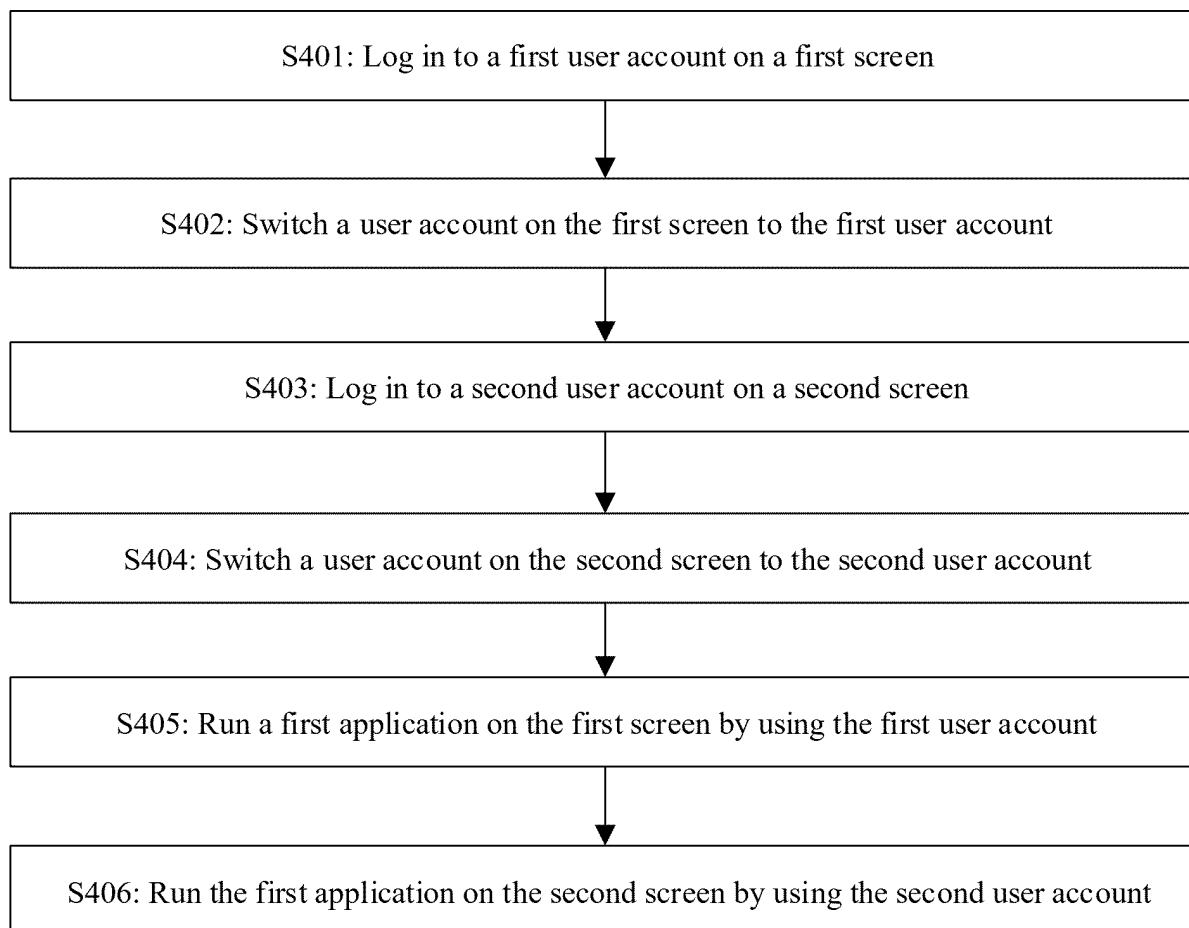 S401: Log in to a first user account on a first screen
S402: Switch a user account on the first screen to the first user account
S403: Log in to a second user account on a second screen
S404: Switch a user account on the second screen to the second user account
S405: Run a first application on the first screen by using the first user account
S406: Run the first application on the second screen by using the second user account